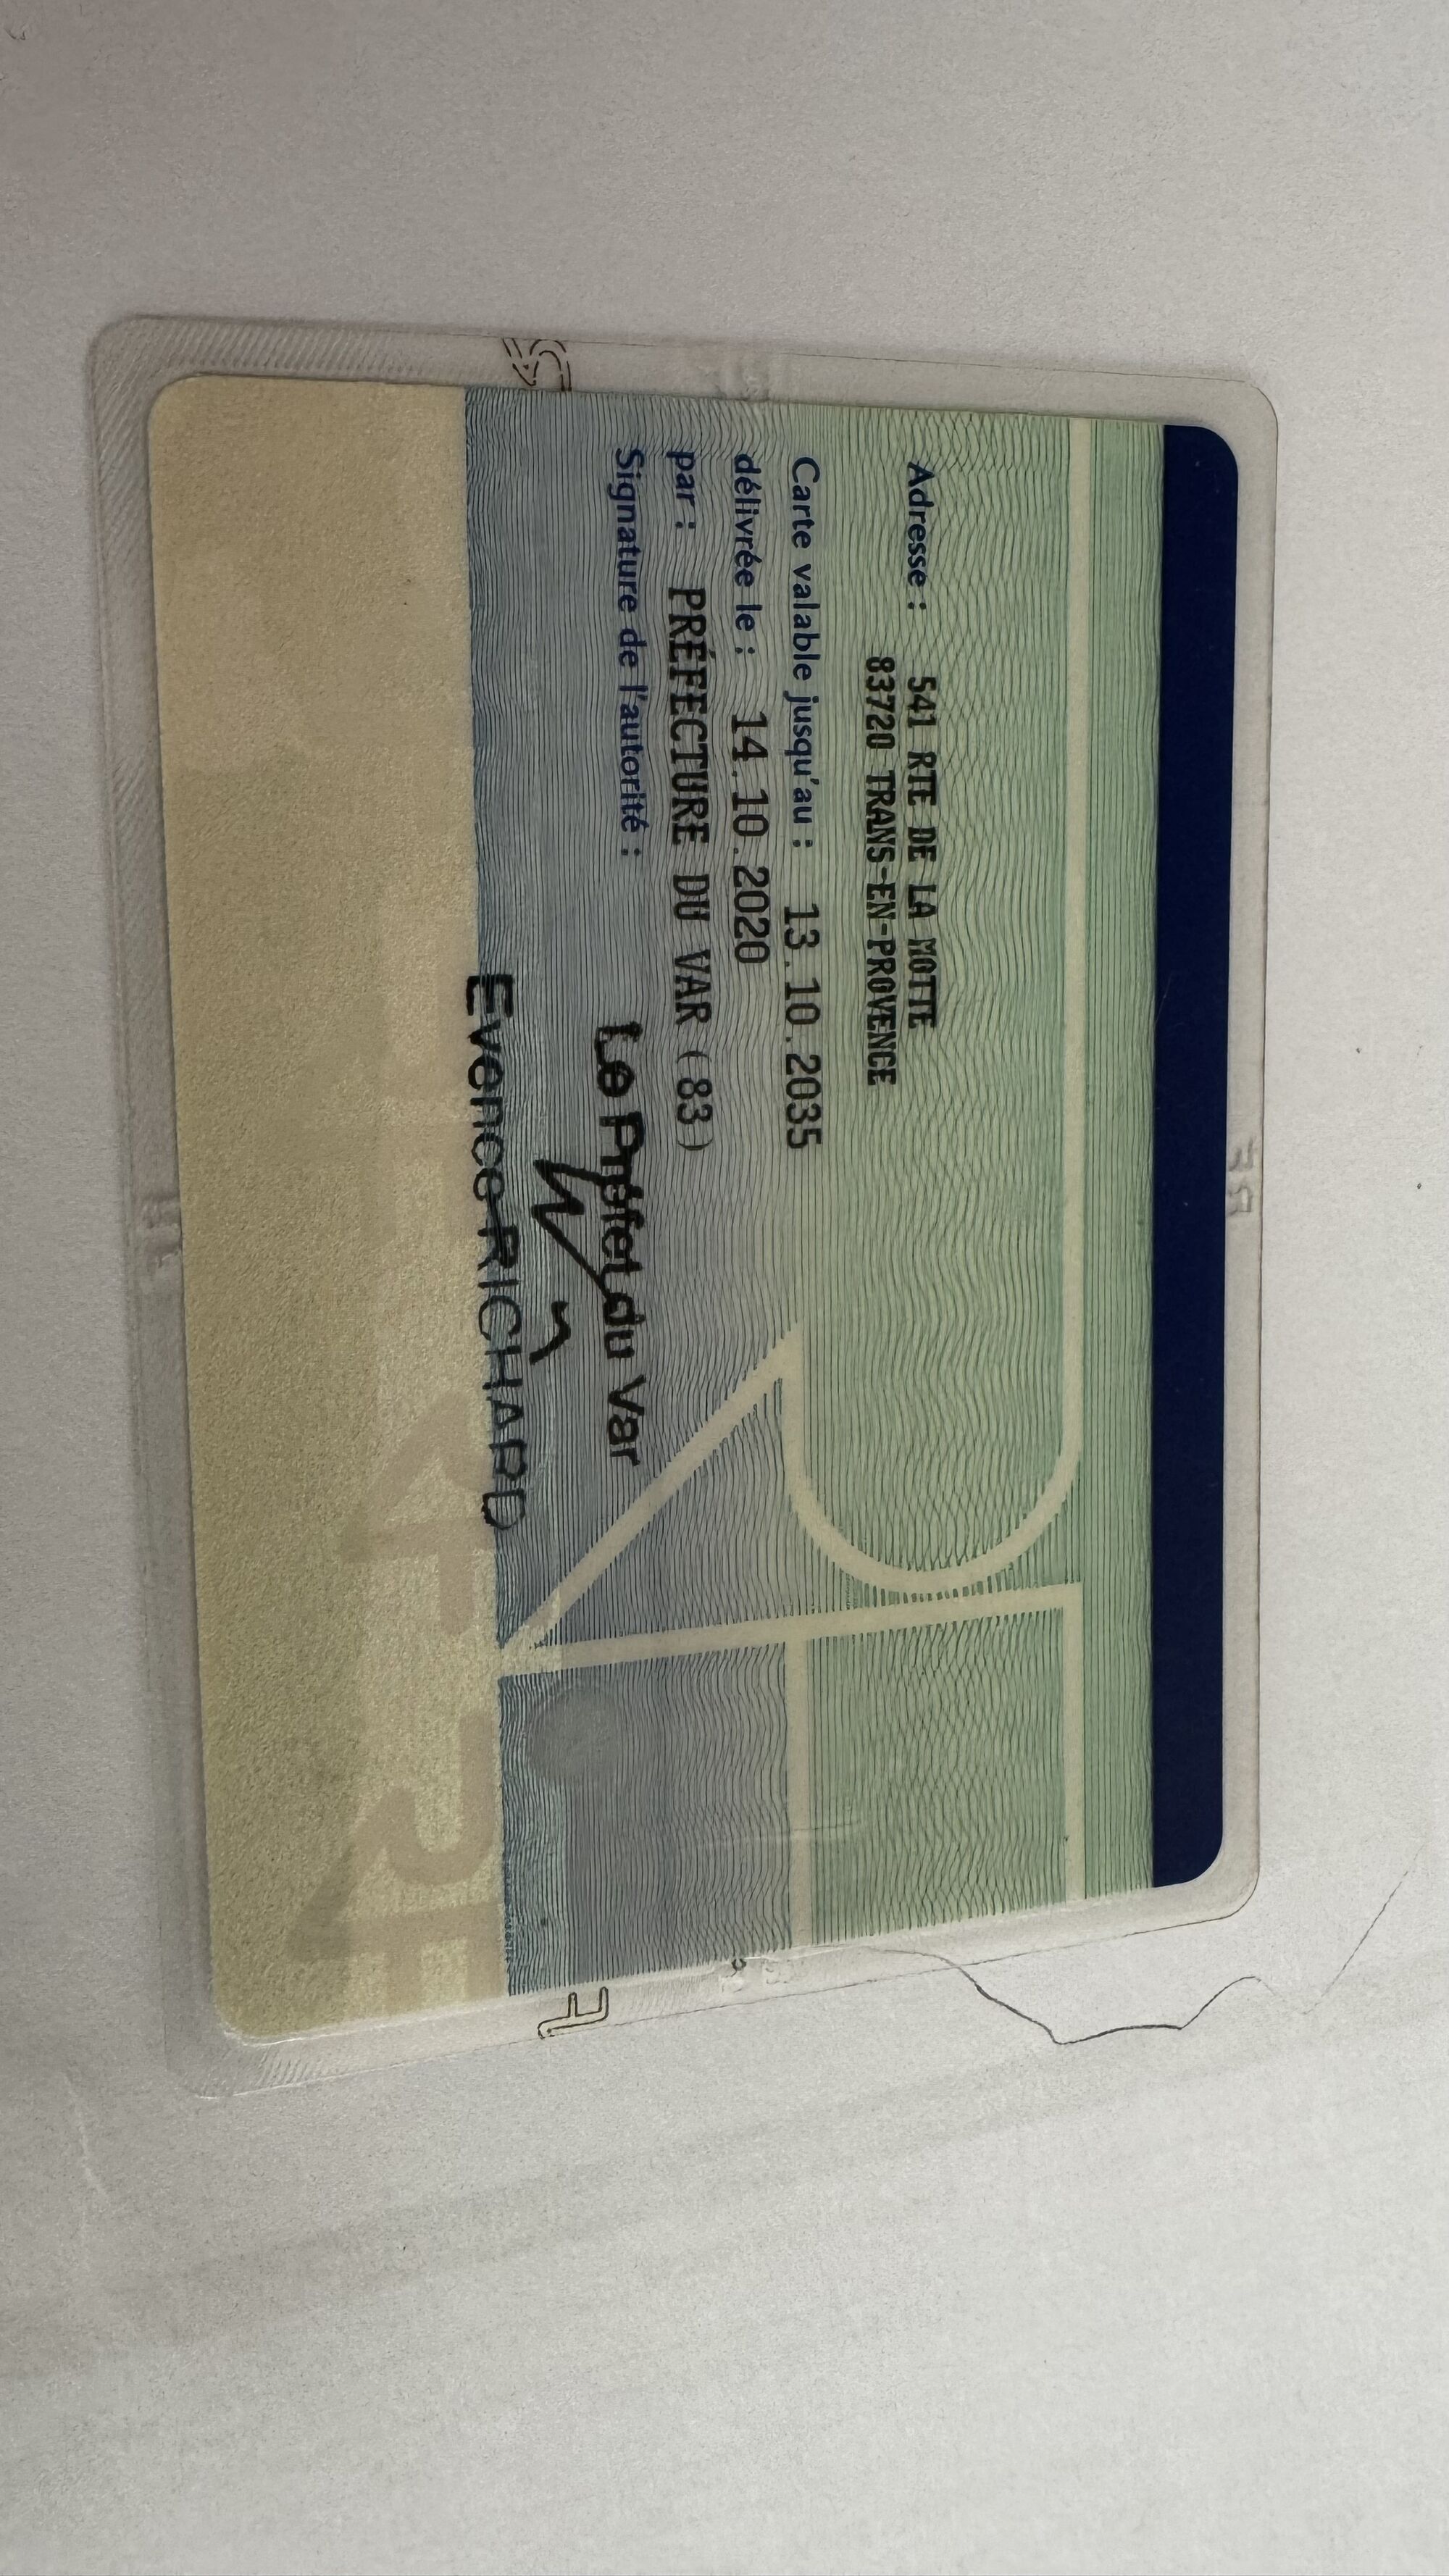 Adresse : 541 RTE DE LA MOTTE
83720 TRANS-EN-PROVENCE
Carte valable jusqu'au : 13.10.2035
délivrée le : 14.10.2020
par : PRÉFECTURE DU VAR (83)
Signature de l'autorité :
Le Préfet du Var
Evence RICHARD